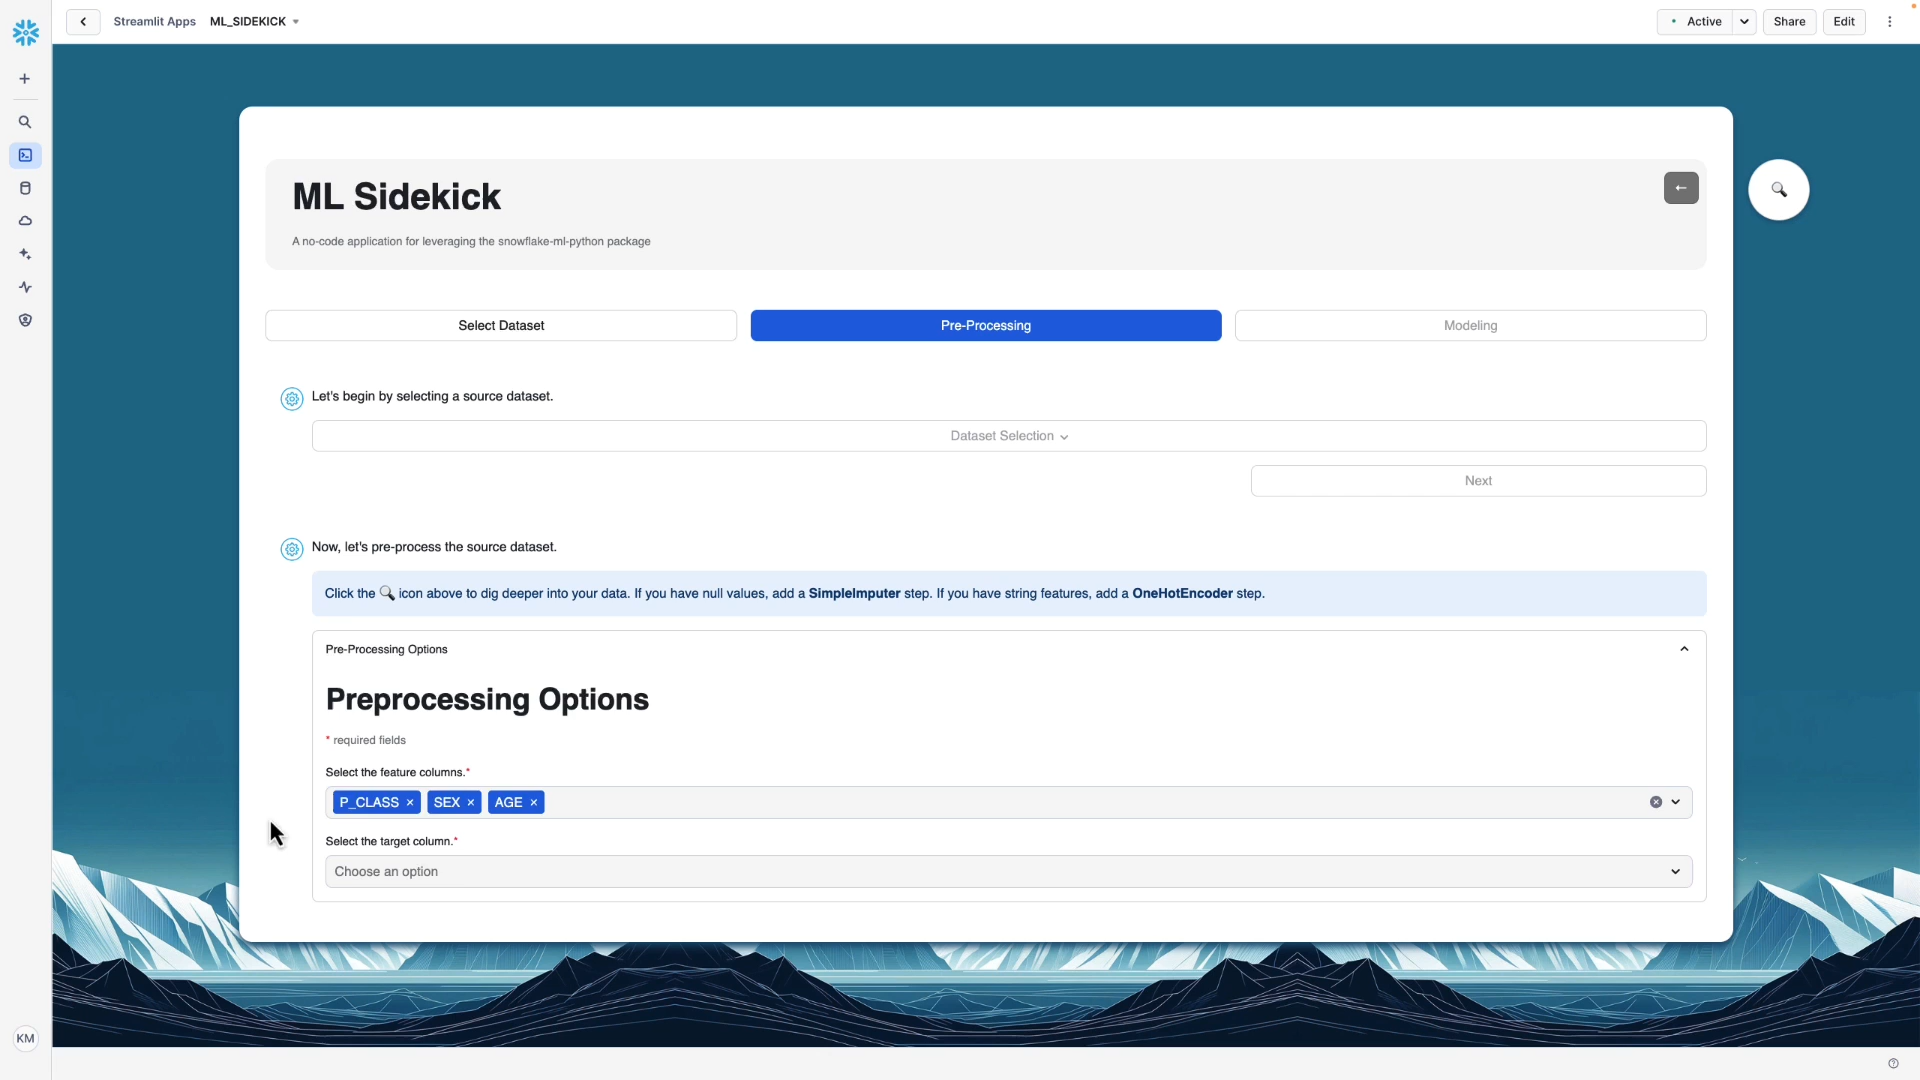 Streamlit Apps ML_SIDEKICK
Active
Share
Edit
ML Sidekick
A no-code application for leveraging the snowflake-ml-python package
Select Dataset
Pre-Processing
Modeling
Let's begin by selecting a source dataset.
Dataset Selection
Next
Now, let's pre-process the source dataset.
Click the 🔍 icon above to dig deeper into your data. If you have null values, add a SimpleImputer step. If you have string features, add a OneHotEncoder step.
Pre-Processing Options
Preprocessing Options
* required fields
Select the feature columns.*
P_CLASS × SEX × AGE ×
Select the target column.*
Choose an option
KM